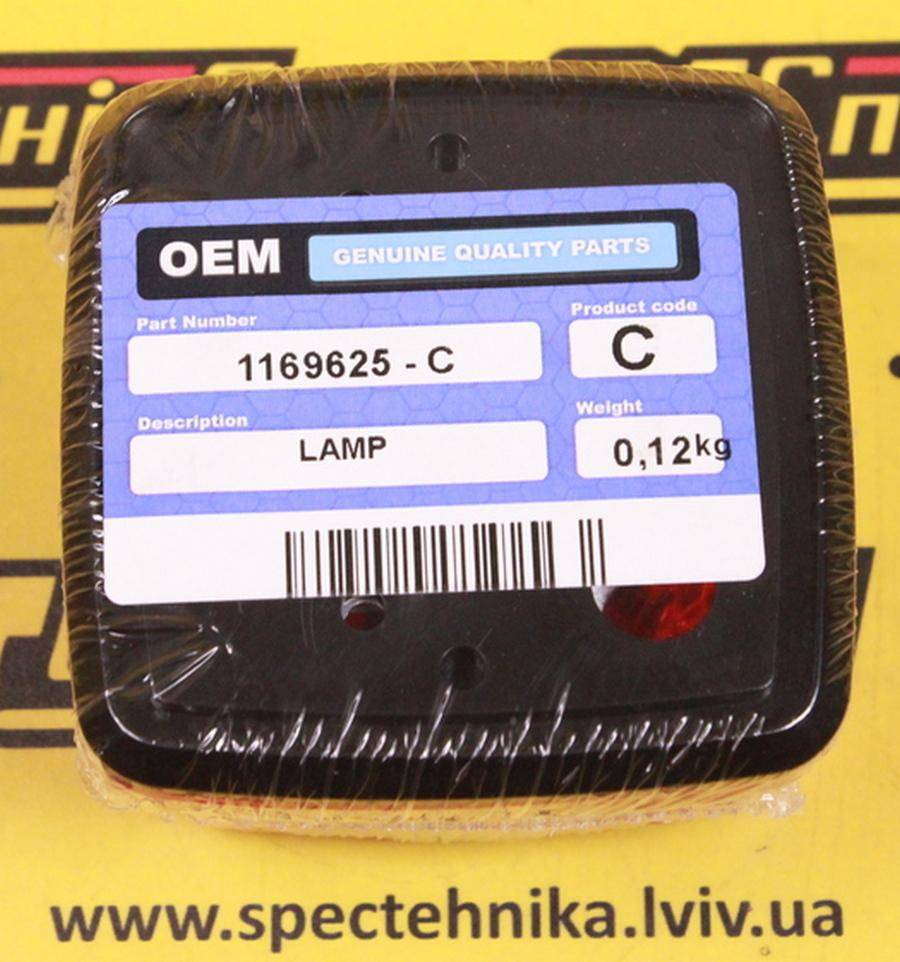 OEM GENUINE QUALITY PARTS
Part Number
Product code
1169625 - C
C
Description
Weight
LAMP
0,12kg
www.spectehnika.lviv.ua